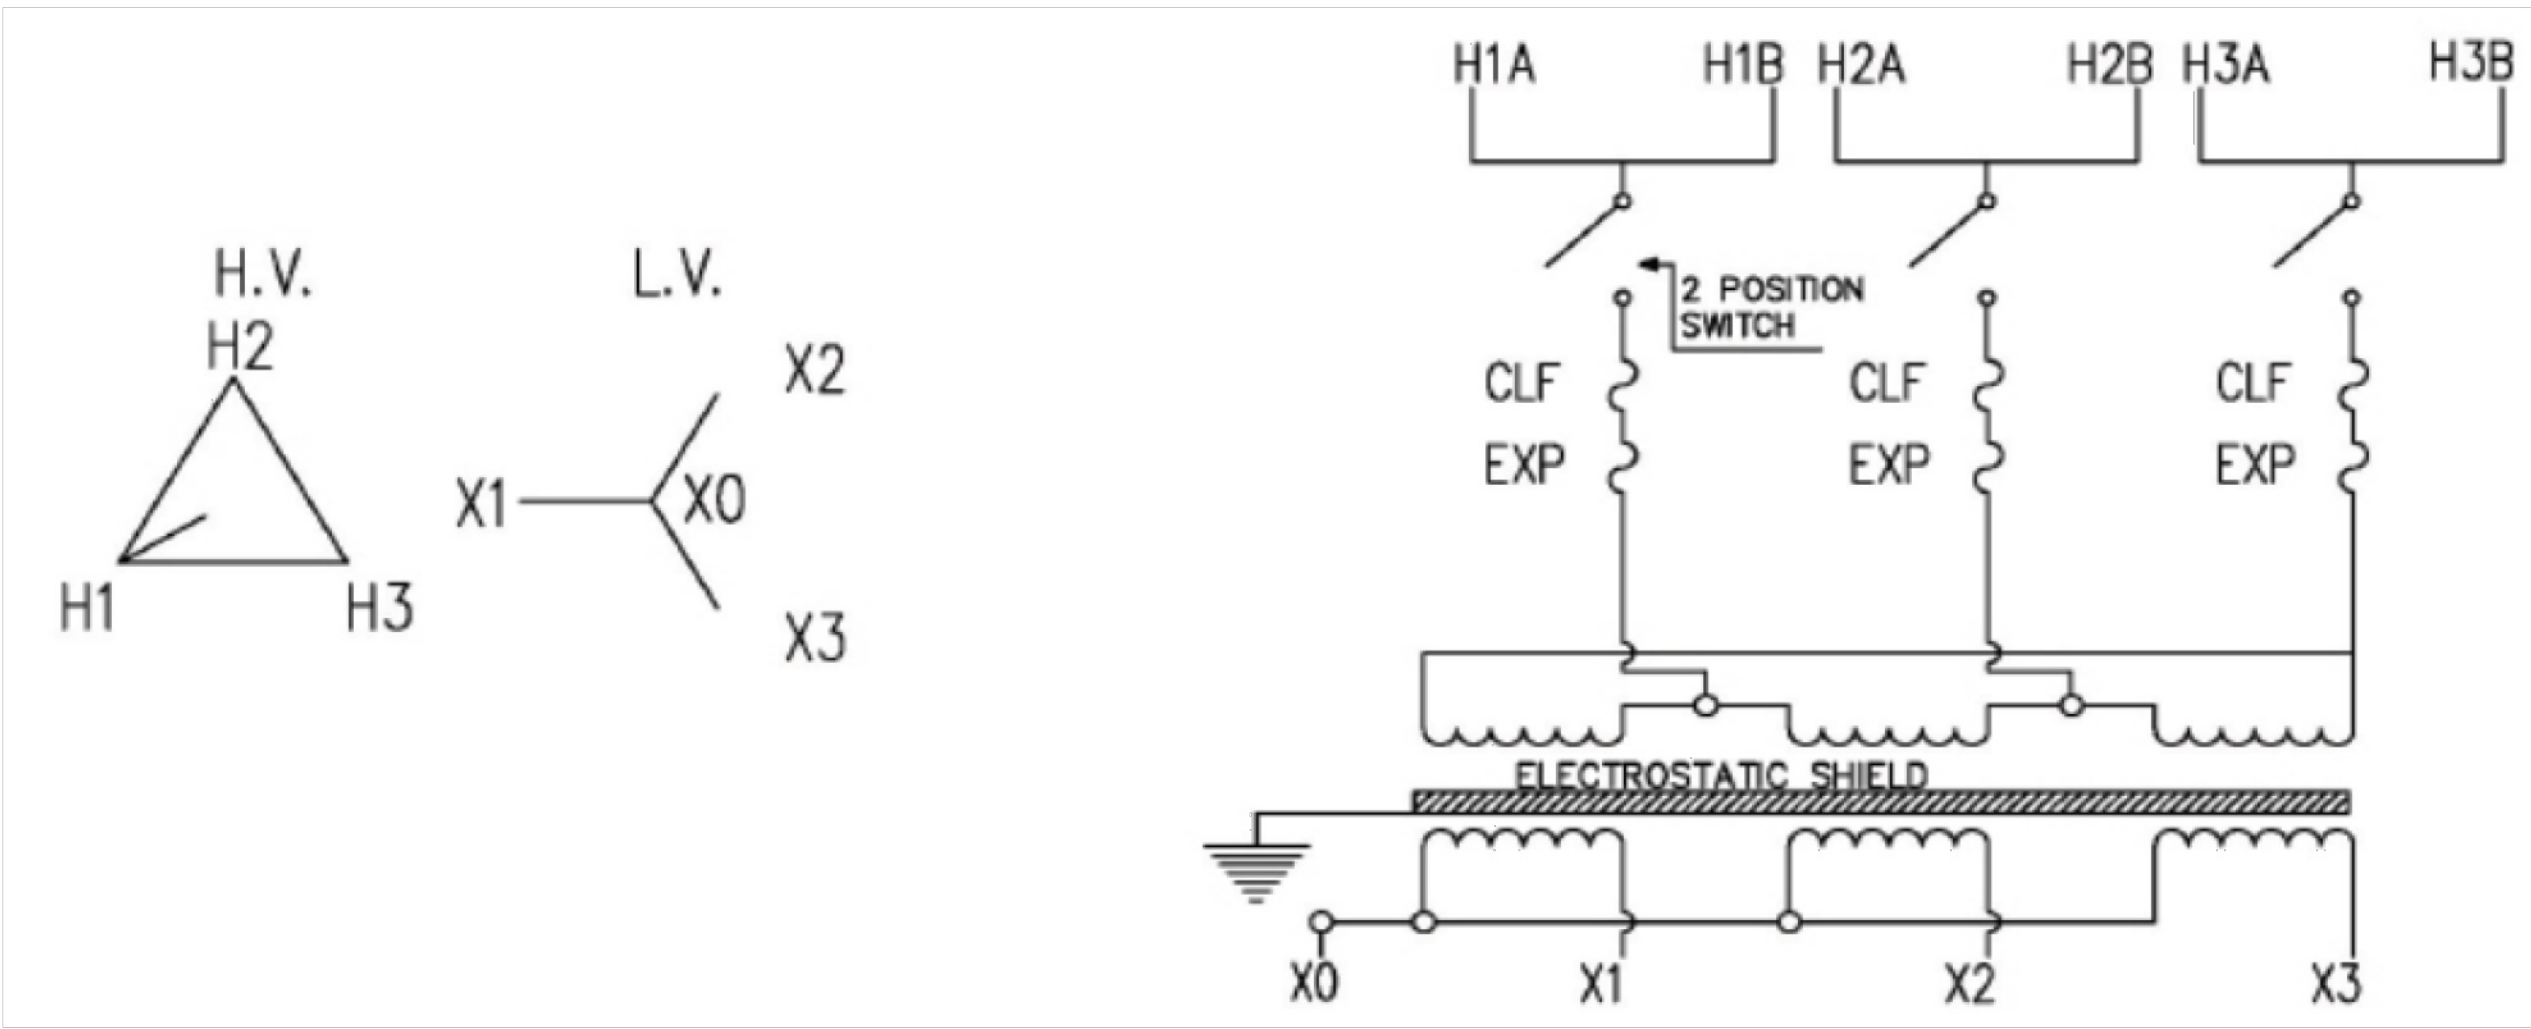 H.V.
H2
H1
H3
L.V.
X2
X1
X0
X3
H1A
H1B
H2A
H2B
H3A
H3B
2 POSITION
SWITCH
CLF
CLF
CLF
EXP
EXP
EXP
ELECTROSTATIC SHIELD
X0
X1
X2
X3